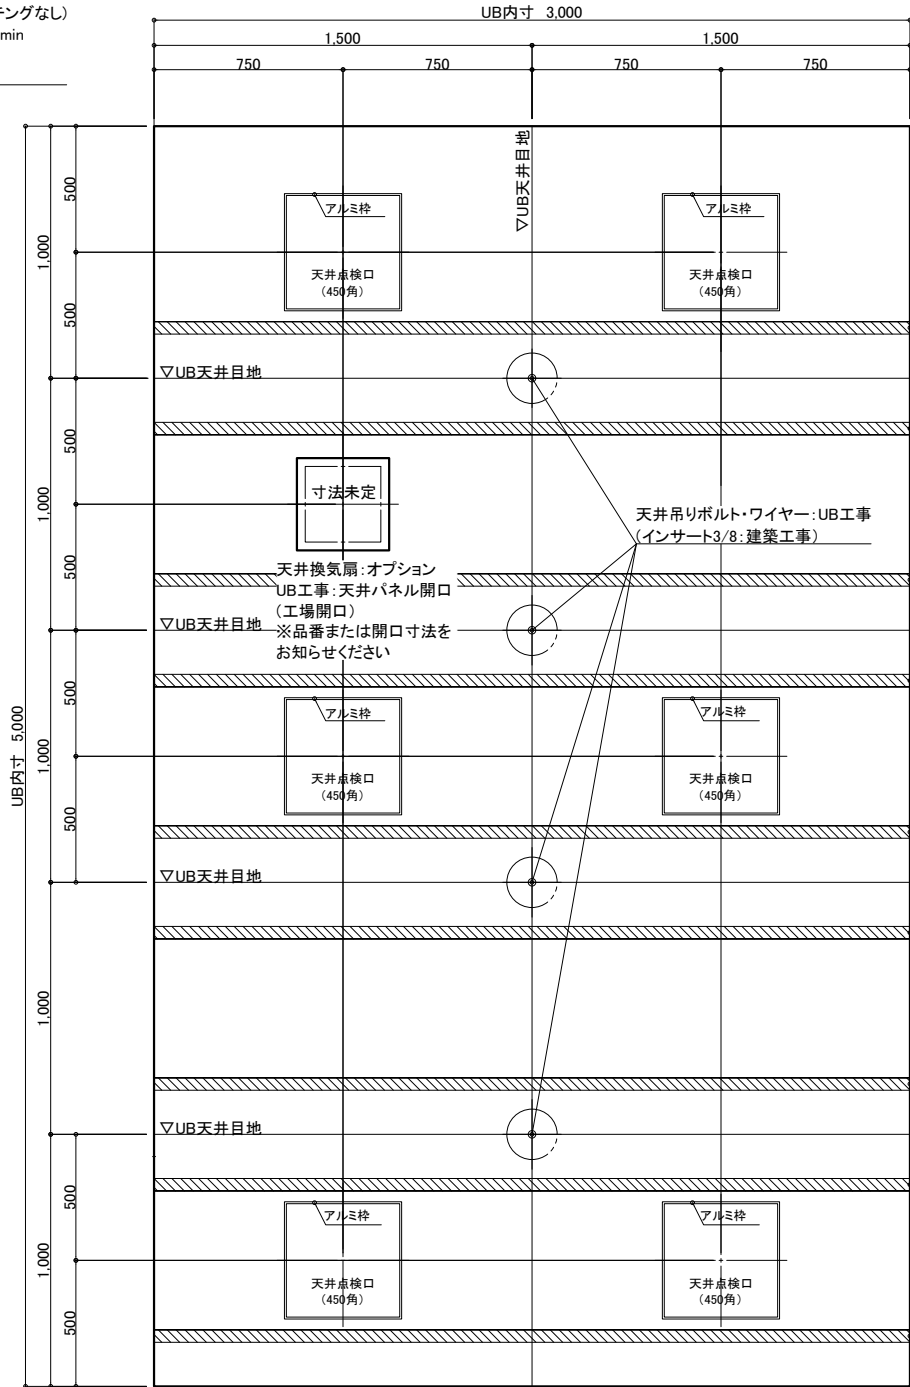 チングなし)
min
UB内寸 3,000
1,500
1,500
750
750
750
750
UB内寸 5,000
1,000
500
500
1,000
500
500
1,000
500
500
1,000
1,000
500
500
▽UB天井目地
アルミ枠
天井点検口
(450角)
アルミ枠
天井点検口
(450角)
▽UB天井目地
寸法未定
天井吊りボルト・ワイヤー:UB工事
(インサート3/8:建築工事)
天井換気扇:オプション
UB工事:天井パネル開口
(工場開口)
※品番または開口寸法を
お知らせください
▽UB天井目地
アルミ枠
天井点検口
(450角)
アルミ枠
天井点検口
(450角)
▽UB天井目地
▽UB天井目地
アルミ枠
天井点検口
(450角)
アルミ枠
天井点検口
(450角)